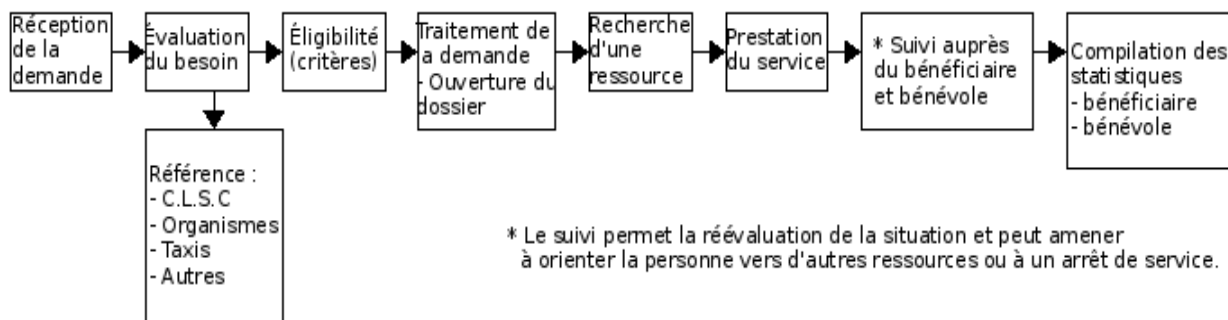 Réception
de la
demande
Évaluation
du besoin
Éligibilité
(critères)
Traitement de
la demande
- Ouverture du
dossier
Recherche
d'une
ressource
Prestation
du service
* Suivi auprès
du bénéficiaire
et bénévole
Compilation des
statistiques
- bénéficiaire
- bénévole
Référence :
- C.L.S.C
- Organismes
- Taxis
- Autres
* Le suivi permet la réévaluation de la situation et peut amener
à orienter la personne vers d'autres ressources ou à un arrêt de service.